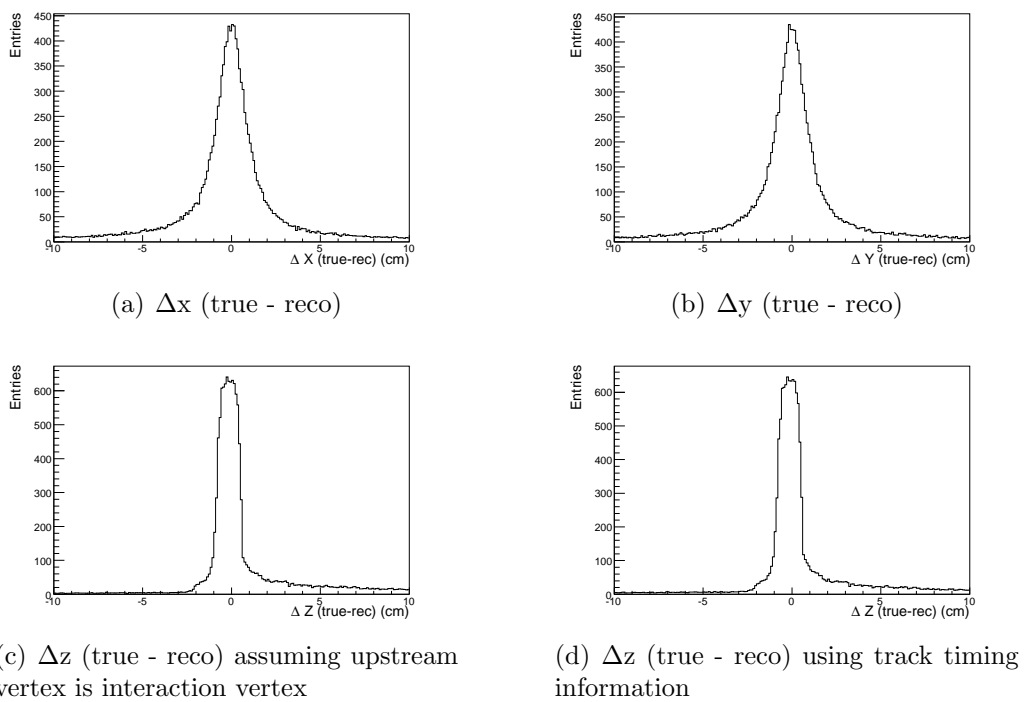 Entries
450
400
350
300
250
200
150
100
50
0
-10 -5 0 5 10
Δ X (true-rec) (cm)
(a) Δx (true - reco)
Entries
450
400
350
300
250
200
150
100
50
0
-10 -5 0 5 10
Δ Y (true-rec) (cm)
(b) Δy (true - reco)
Entries
600
500
400
300
200
100
0
-10 -5 0 5 10
Δ Z (true-rec) (cm)
(c) Δz (true - reco) assuming upstream
vertex is interaction vertex
Entries
600
500
400
300
200
100
0
-10 -5 0 5 10
Δ Z (true-rec) (cm)
(d) Δz (true - reco) using track timing
information